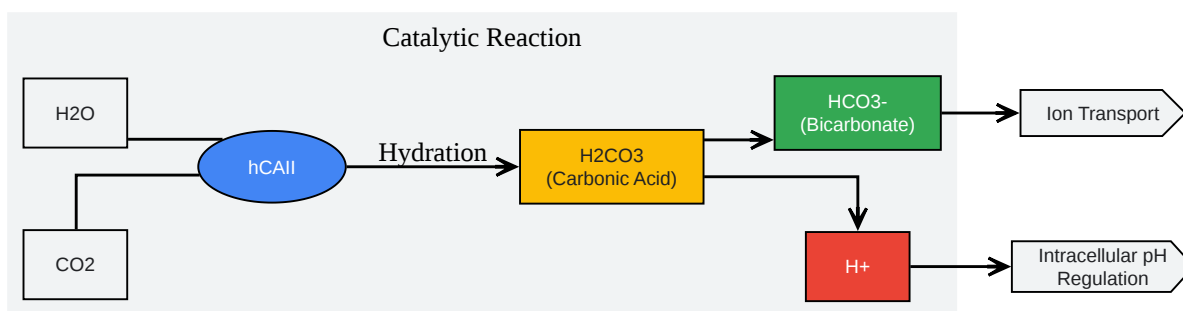 Catalytic Reaction
H2O
HCO3-
(Bicarbonate)
Ion Transport
hCAII
Hydration
H2CO3
(Carbonic Acid)
CO2
H+
Intracellular pH
Regulation